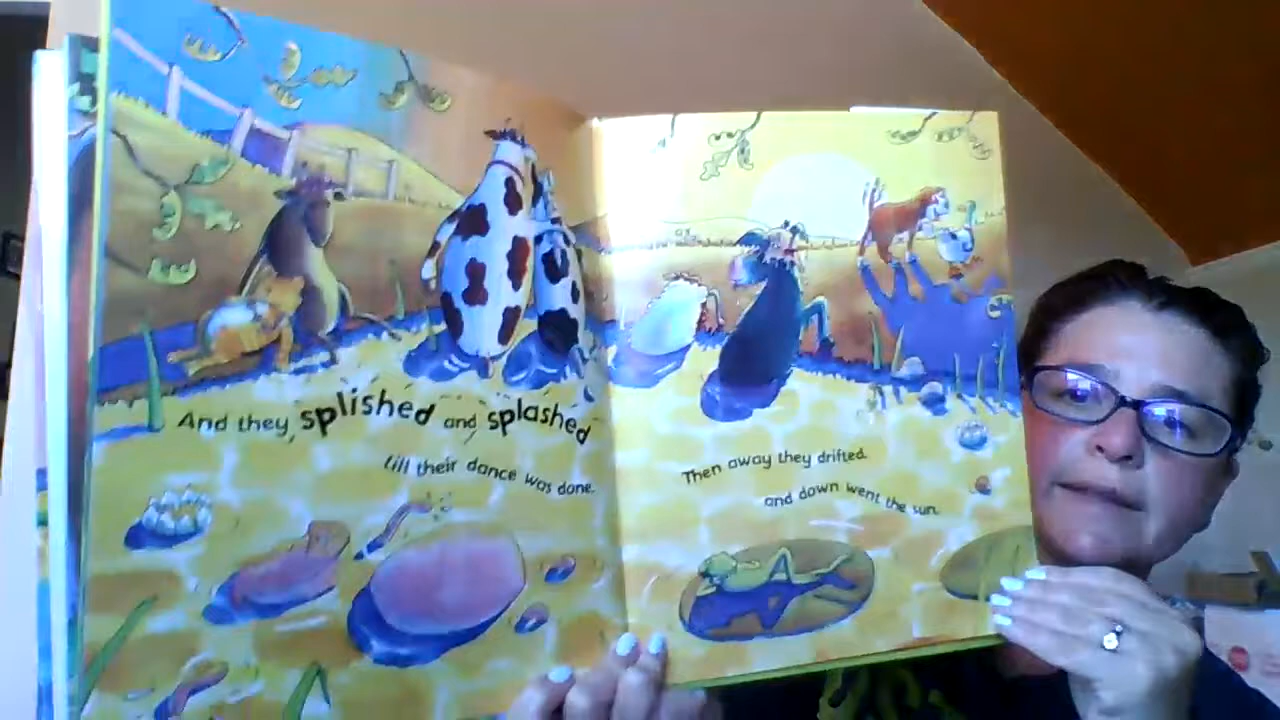 And they splished and splashed
till their dance was done.
Then away they drifted.
and down went the sun.